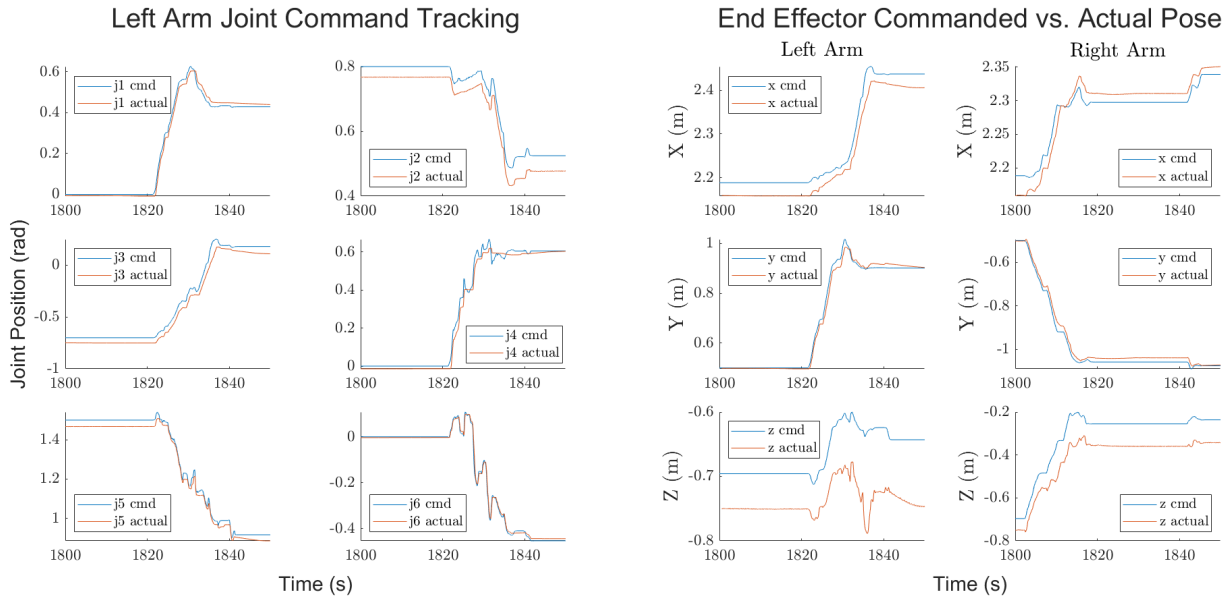 Left Arm Joint Command Tracking
j1 cmd
j1 actual
0.6
0.4
0.2
0
1800
1820
1840
j2 cmd
j2 actual
0.8
0.6
0.4
1800
1820
1840
Joint Position (rad)
j3 cmd
j3 actual
0
-0.5
-1
1800
1820
1840
j4 cmd
j4 actual
0.6
0.4
0.2
0
1800
1820
1840
j5 cmd
j5 actual
1.4
1.2
1
1800
1820
1840
j6 cmd
j6 actual
0
-0.2
-0.4
1800
1820
1840
Time (s)
End Effector Commanded vs. Actual Pose
Left Arm
Right Arm
X (m)
x cmd
x actual
2.4
2.3
2.2
1800
1820
1840
X (m)
x cmd
x actual
2.35
2.3
2.25
2.2
1800
1820
1840
Y (m)
y cmd
y actual
1
0.9
0.8
0.7
0.6
0.5
1800
1820
1840
Y (m)
y cmd
y actual
-0.6
-0.8
-1
1800
1820
1840
Z (m)
z cmd
z actual
-0.6
-0.7
-0.8
1800
1820
1840
Z (m)
z cmd
z actual
-0.2
-0.4
-0.6
-0.8
1800
1820
1840
Time (s)